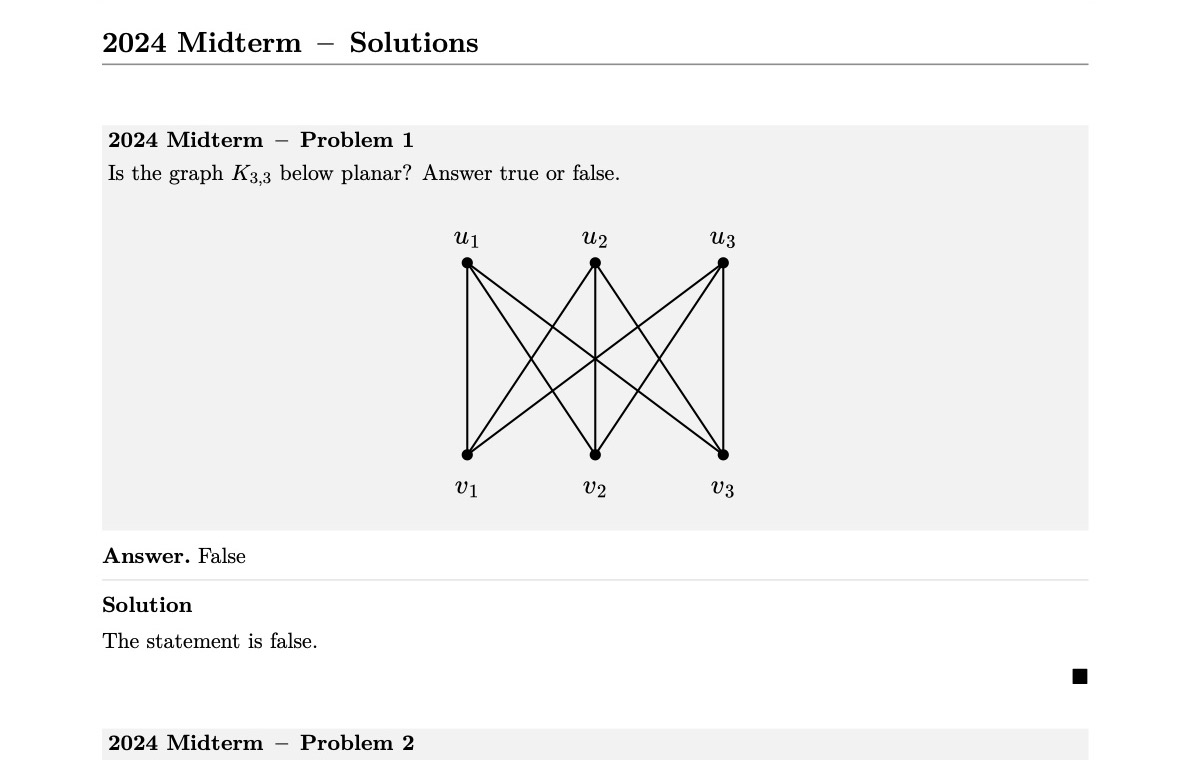 2024 Midterm – Solutions
2024 Midterm – Problem 1
Is the graph K₃,₃ below planar? Answer true or false.
u₁ u₂ u₃
v₁ v₂ v₃
Answer. False
Solution
The statement is false.
■
2024 Midterm – Problem 2